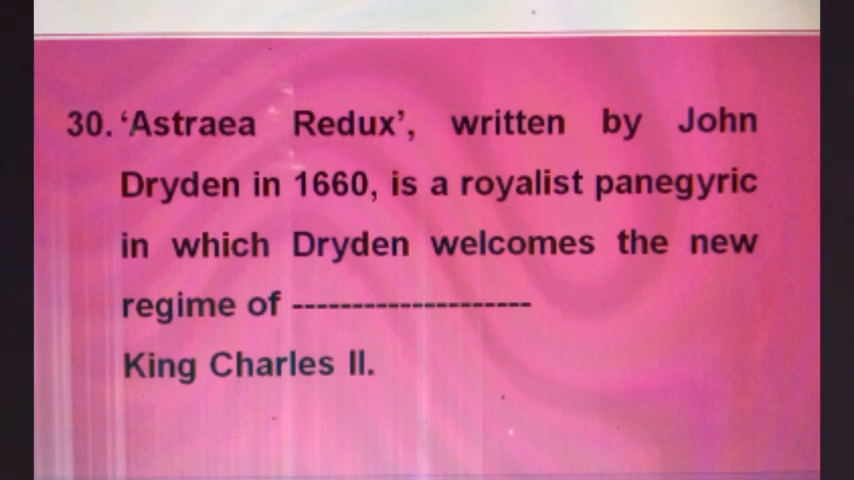 30. ‘Astraea Redux’, written by John
Dryden in 1660, is a royalist panegyric
in which Dryden welcomes the new
regime of --------------------
King Charles II.